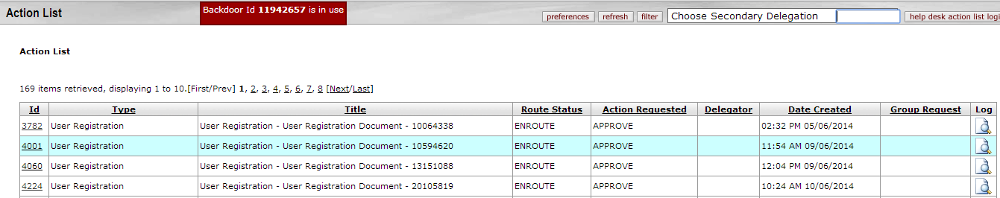 Action List
Backdoor Id 11942657 is in use
preferences refresh filter Choose Secondary Delegation help desk action list logi
Action List
169 items retrieved, displaying 1 to 10.[First/Prev] 1, 2, 3, 4, 5, 6, 7, 8 [Next/Last]
Id Type Title Route Status Action Requested Delegator Date Created Group Request Log
3782 User Registration User Registration - User Registration Document - 10064338 ENROUTE APPROVE 02:32 PM 05/06/2014
4001 User Registration User Registration - User Registration Document - 10594620 ENROUTE APPROVE 11:54 AM 09/06/2014
4060 User Registration User Registration - User Registration Document - 13151088 ENROUTE APPROVE 12:04 PM 09/06/2014
4224 User Registration User Registration - User Registration Document - 20105819 ENROUTE APPROVE 10:24 AM 10/06/2014